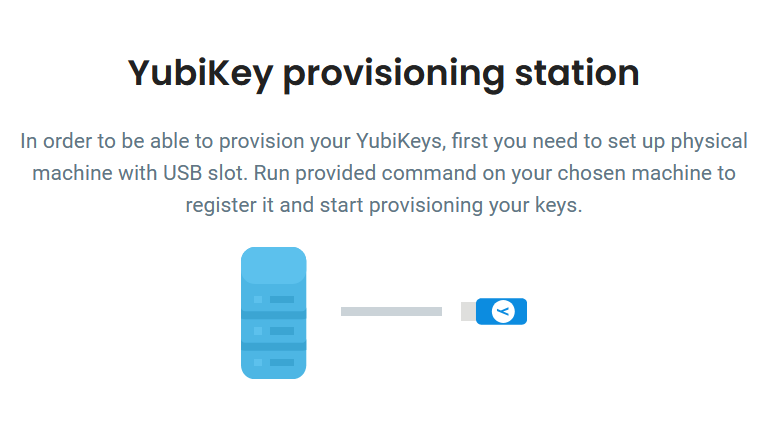 YubiKey provisioning station
In order to be able to provision your YubiKeys, first you need to set up physical
machine with USB slot. Run provided command on your chosen machine to
register it and start provisioning your keys.